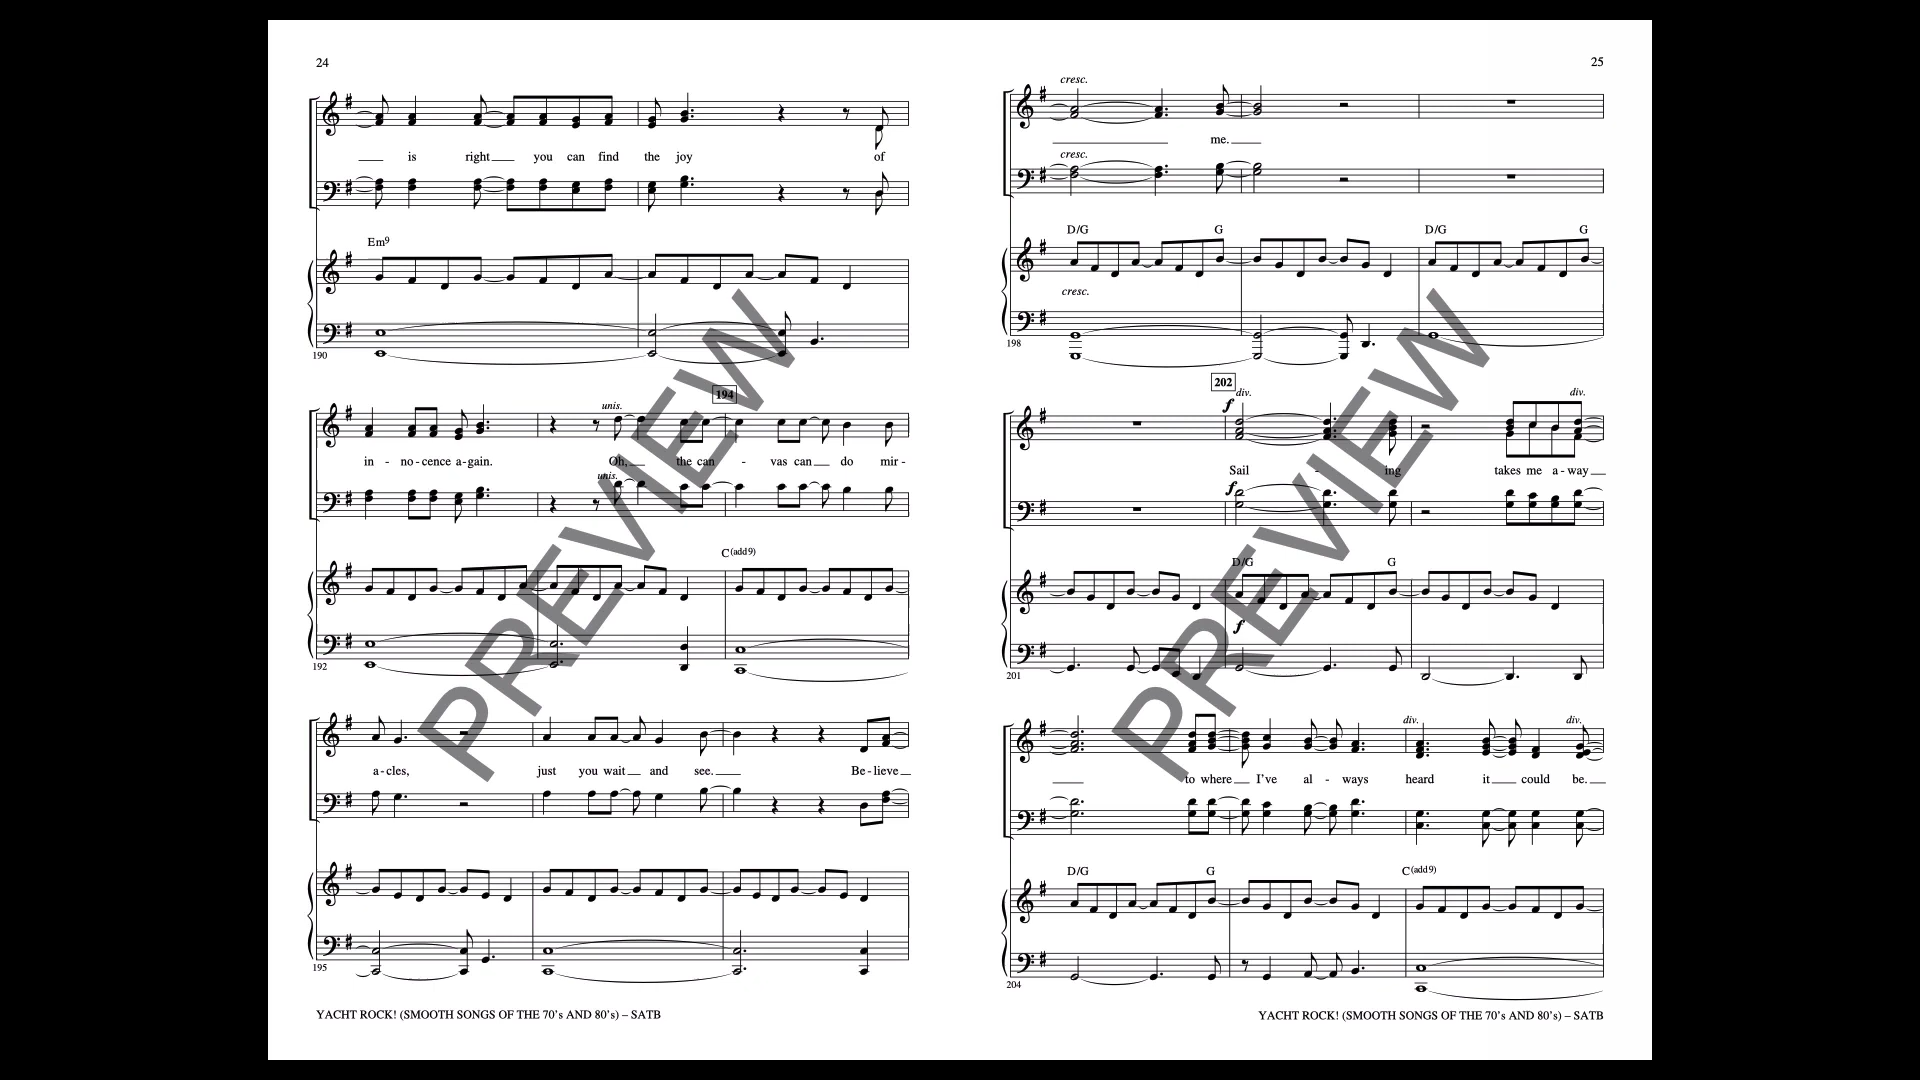 24
is right you can find the joy of
Em9
190
194
unis.
in - no - cence a - gain. Oh, the can - vas can do mir -
unis.
C(add9)
192
a - cles, just you wait and see. Be - lieve
195
YACHT ROCK! (SMOOTH SONGS OF THE 70's AND 80's) – SATB
PREVIEW
25
cresc.
me.
cresc.
D/G G D/G G
cresc.
198
202
div. div.
f
Sail - ing takes me a - way
f
D/G G
f
201
div. div.
to where I've al - ways heard it could be.
D/G G C(add9)
204
YACHT ROCK! (SMOOTH SONGS OF THE 70's AND 80's) – SATB
PREVIEW